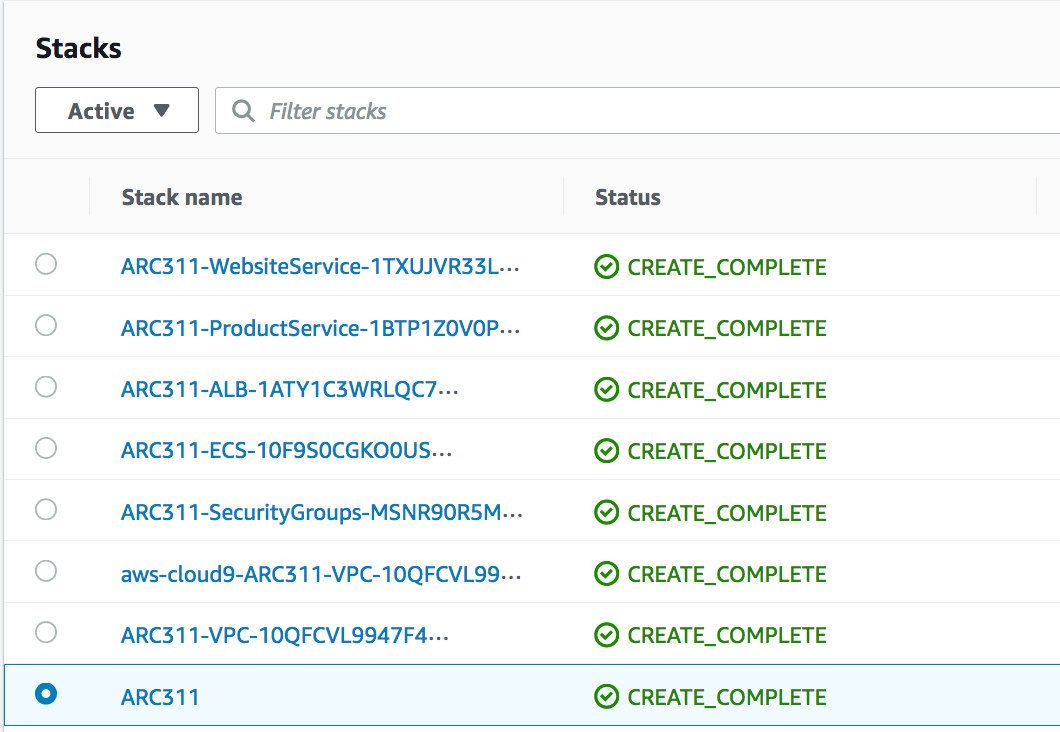 Stacks
Active
Filter stacks
Stack name Status
ARC311-WebsiteService-1TXUJVR33L... CREATE_COMPLETE
ARC311-ProductService-1BTP1Z0V0P... CREATE_COMPLETE
ARC311-ALB-1ATY1C3WRLQC7... CREATE_COMPLETE
ARC311-ECS-10F9S0CGKO0US... CREATE_COMPLETE
ARC311-SecurityGroups-MSNR90R5M... CREATE_COMPLETE
aws-cloud9-ARC311-VPC-10QFCVL99... CREATE_COMPLETE
ARC311-VPC-10QFCVL9947F4... CREATE_COMPLETE
ARC311 CREATE_COMPLETE